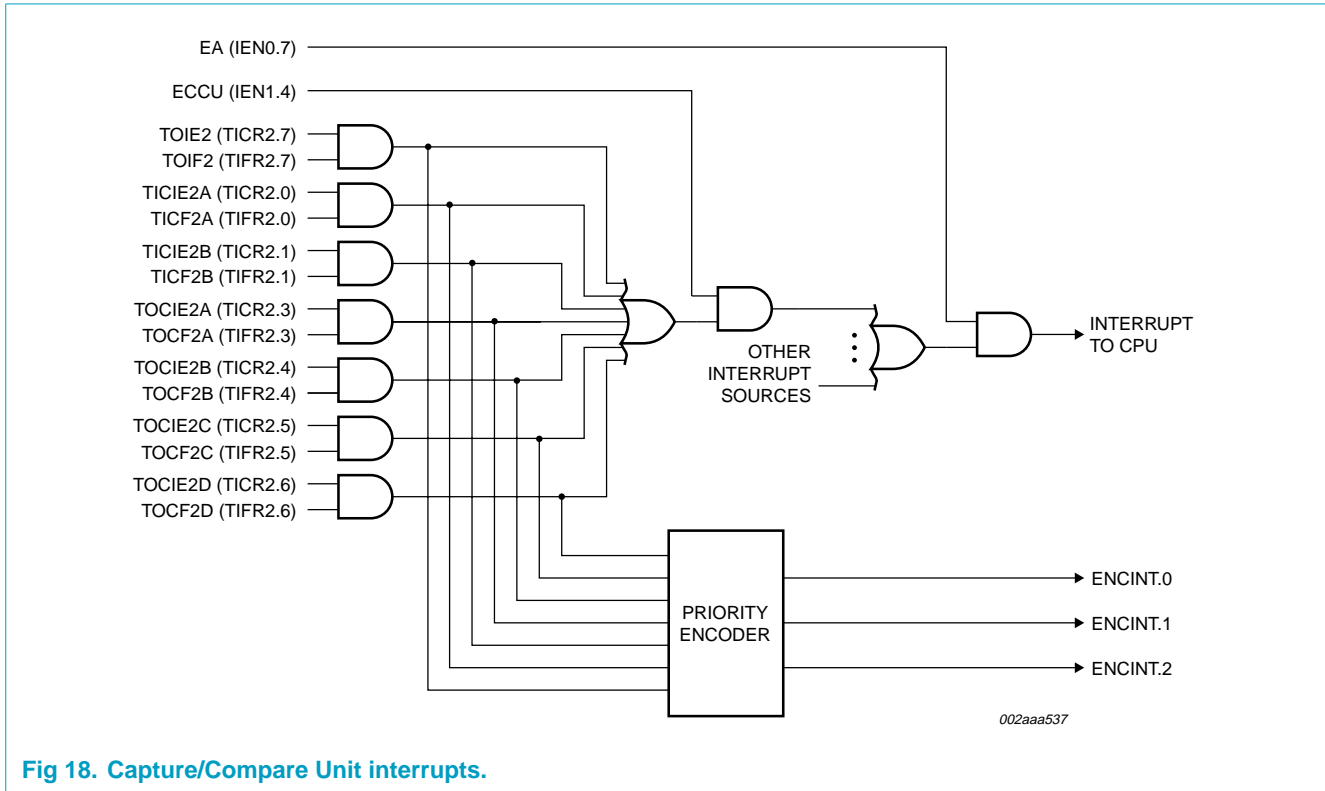 EA (IEN0.7)
ECCU (IEN1.4)
TOIE2 (TICR2.7)
TOIF2 (TIFR2.7)
TICIE2A (TICR2.0)
TICF2A (TIFR2.0)
TICIE2B (TICR2.1)
TICF2B (TIFR2.1)
TOCIE2A (TICR2.3)
TOCF2A (TIFR2.3)
TOCIE2B (TICR2.4)
TOCF2B (TIFR2.4)
TOCIE2C (TICR2.5)
TOCF2C (TIFR2.5)
TOCIE2D (TICR2.6)
TOCF2D (TIFR2.6)
OTHER
INTERRUPT
SOURCES
INTERRUPT
TO CPU
PRIORITY
ENCODER
ENCINT.0
ENCINT.1
ENCINT.2
002aaa537
Fig 18. Capture/Compare Unit interrupts.